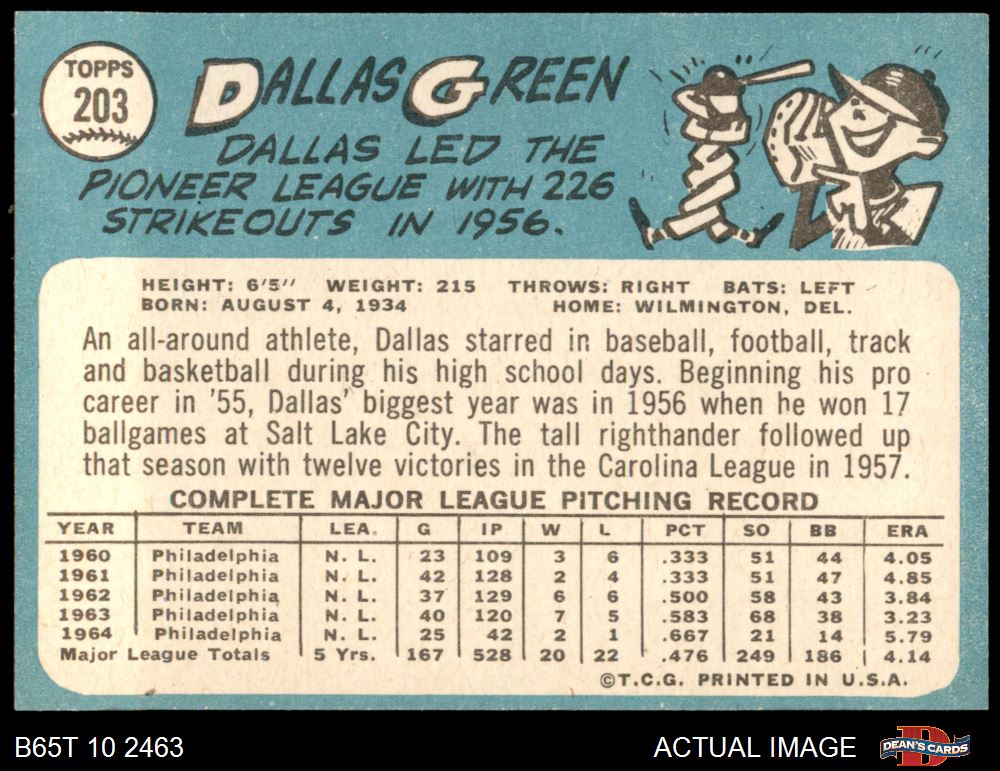 TOPPS
203
DALLAS GREEN
DALLAS LED THE
PIONEER LEAGUE WITH 226
STRIKEOUTS IN 1956.
HEIGHT: 6'5" WEIGHT: 215 THROWS: RIGHT BATS: LEFT
BORN: AUGUST 4, 1934 HOME: WILMINGTON, DEL.
An all-around athlete, Dallas starred in baseball, football, track
and basketball during his high school days. Beginning his pro
career in '55, Dallas' biggest year was in 1956 when he won 17
ballgames at Salt Lake City. The tall righthander followed up
that season with twelve victories in the Carolina League in 1957.
COMPLETE MAJOR LEAGUE PITCHING RECORD
YEAR TEAM LEA. G IP W L PCT SO BB ERA
1960 Philadelphia N. L. 23 109 3 6 .333 51 44 4.05
1961 Philadelphia N. L. 42 128 2 4 .333 51 47 4.85
1962 Philadelphia N. L. 37 129 6 6 .500 58 43 3.84
1963 Philadelphia N. L. 40 120 7 5 .583 68 38 3.23
1964 Philadelphia N. L. 25 42 2 1 .667 21 14 5.79
Major League Totals 5 Yrs. 167 528 20 22 .476 249 186 4.14
©T.C.G. PRINTED IN U.S.A.
B65T 10 2463 ACTUAL IMAGE DEAN'S CARDS